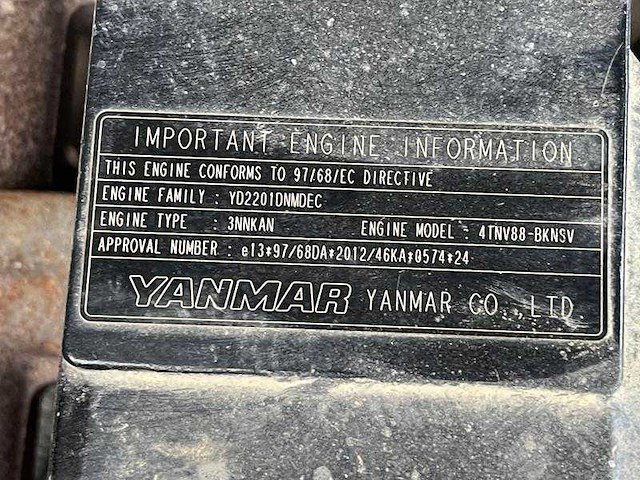 IMPORTANT ENGINE INFORMATION
THIS ENGINE CONFORMS TO 97/68/EC DIRECTIVE
ENGINE FAMILY : YD2201DNMDEC
ENGINE TYPE : 3NNKAN ENGINE MODEL : 4TNV88-BKNSV
APPROVAL NUMBER : e13*97/68DA*2012/46KA*0574*24
YANMAR YANMAR CO.,LTD.